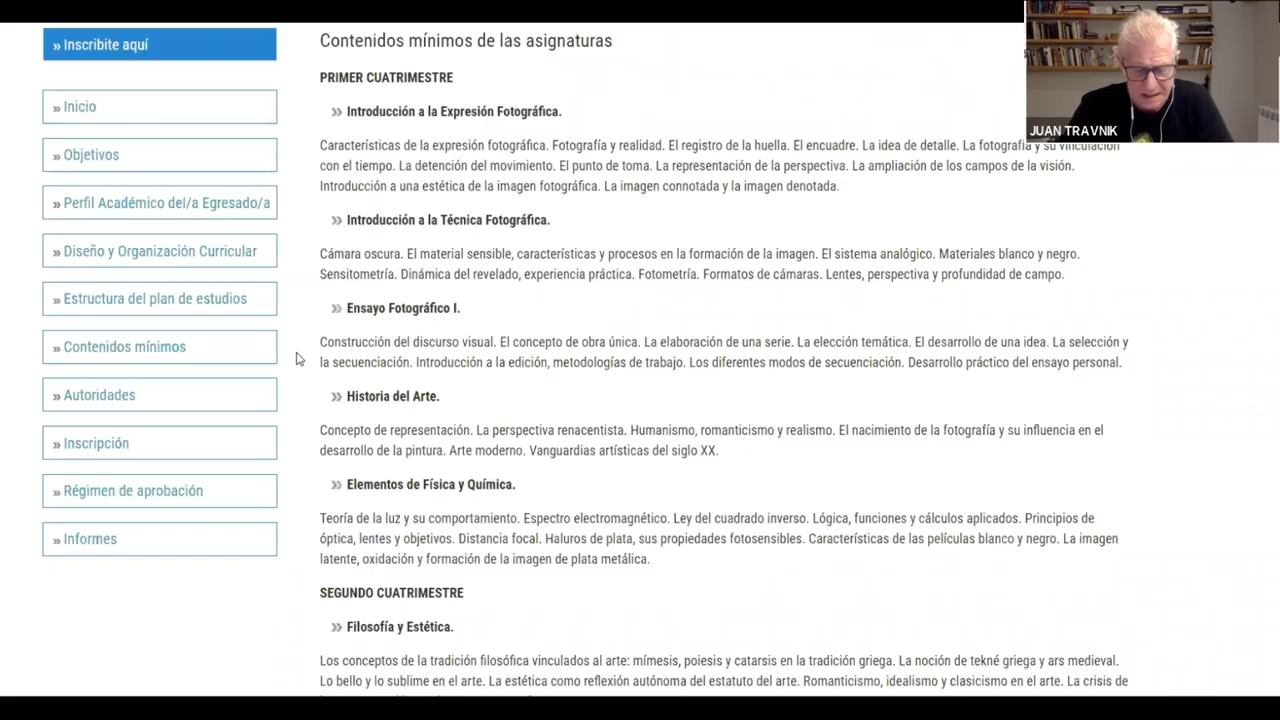 » Inscribite aquí
» Inicio
» Objetivos
» Perfil Académico del/a Egresado/a
» Diseño y Organización Curricular
» Estructura del plan de estudios
» Contenidos mínimos
» Autoridades
» Inscripción
» Régimen de aprobación
» Informes
Contenidos mínimos de las asignaturas
PRIMER CUATRIMESTRE
» Introducción a la Expresión Fotográfica.
Características de la expresión fotográfica. Fotografía y realidad. El registro de la huella. El encuadre. La idea de detalle. La fotografía y su vinculación
con el tiempo. La detención del movimiento. El punto de toma. La representación de la perspectiva. La ampliación de los campos de la visión.
Introducción a una estética de la imagen fotográfica. La imagen connotada y la imagen denotada.
» Introducción a la Técnica Fotográfica.
Cámara oscura. El material sensible, características y procesos en la formación de la imagen. El sistema analógico. Materiales blanco y negro.
Sensitometría. Dinámica del revelado, experiencia práctica. Fotometría. Formatos de cámaras. Lentes, perspectiva y profundidad de campo.
» Ensayo Fotográfico I.
Construcción del discurso visual. El concepto de obra única. La elaboración de una serie. La elección temática. El desarrollo de una idea. La selección y
la secuenciación. Introducción a la edición, metodologías de trabajo. Los diferentes modos de secuenciación. Desarrollo práctico del ensayo personal.
» Historia del Arte.
Concepto de representación. La perspectiva renacentista. Humanismo, romanticismo y realismo. El nacimiento de la fotografía y su influencia en el
desarrollo de la pintura. Arte moderno. Vanguardias artísticas del siglo XX.
» Elementos de Física y Química.
Teoría de la luz y su comportamiento. Espectro electromagnético. Ley del cuadrado inverso. Lógica, funciones y cálculos aplicados. Principios de
óptica, lentes y objetivos. Distancia focal. Haluros de plata, sus propiedades fotosensibles. Características de las películas blanco y negro. La imagen
latente, oxidación y formación de la imagen de plata metálica.
SEGUNDO CUATRIMESTRE
» Filosofía y Estética.
Los conceptos de la tradición filosófica vinculados al arte: mímesis, poiesis y catarsis en la tradición griega. La noción de tekné griega y ars medieval.
Lo bello y lo sublime en el arte. La estética como reflexión autónoma del estatuto del arte. Romanticismo, idealismo y clasicismo en el arte. La crisis de
JUAN TRAVNIK